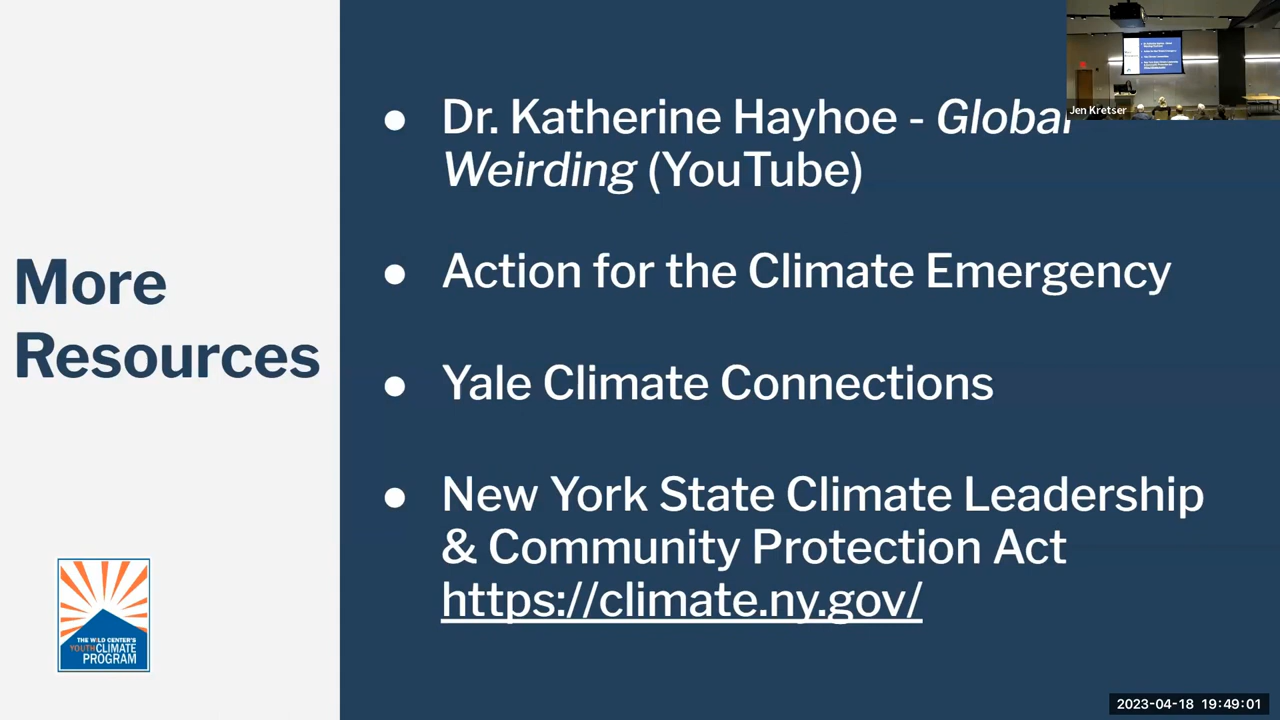 More
Resources
● Dr. Katherine Hayhoe - Global
Weirding (YouTube)
● Action for the Climate Emergency
● Yale Climate Connections
● New York State Climate Leadership
& Community Protection Act
https://climate.ny.gov/
THE WILD CENTER'S
YOUTH CLIMATE
PROGRAM
Jen Kretser
2023-04-18 19:49:01